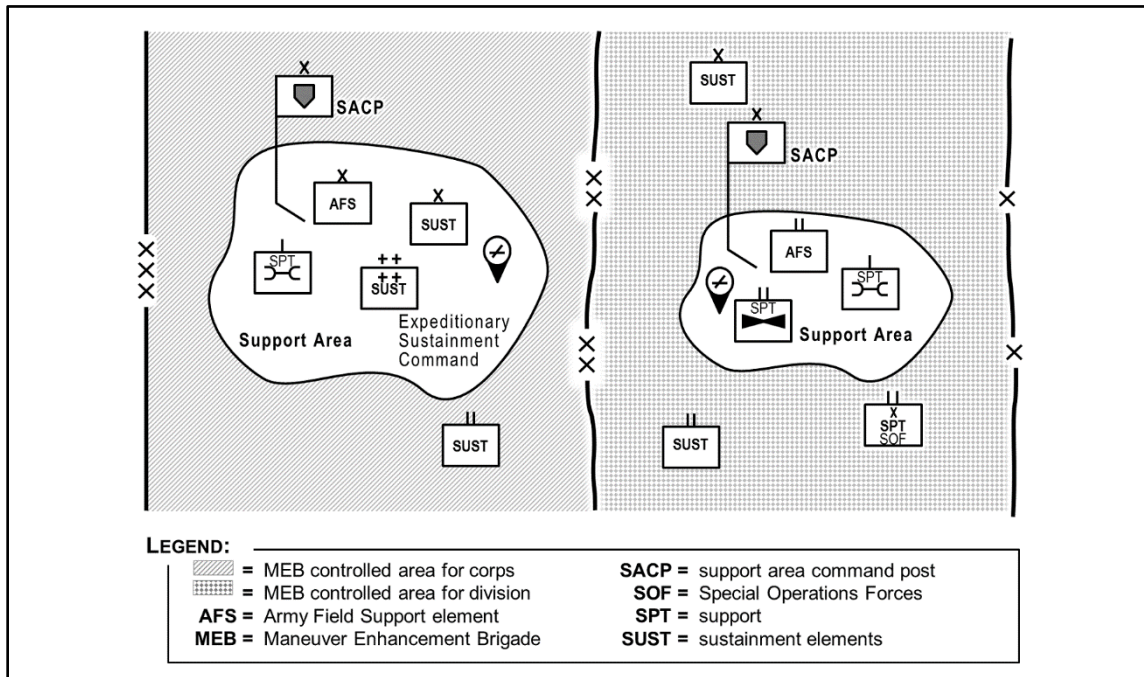 X
SACP
X
AFS
X
SUST
I
SPT
++
++
SUST
Expeditionary
Sustainment
Command
Support Area
II
SUST
XXX
XX
XX
X
SUST
X
SACP
II
AFS
I
SPT
II
SPT
Support Area
II
SUST
II
X
SPT
SOF
X
X
LEGEND:
= MEB controlled area for corps
= MEB controlled area for division
AFS = Army Field Support element
MEB = Maneuver Enhancement Brigade
SACP = support area command post
SOF = Special Operations Forces
SPT = support
SUST = sustainment elements